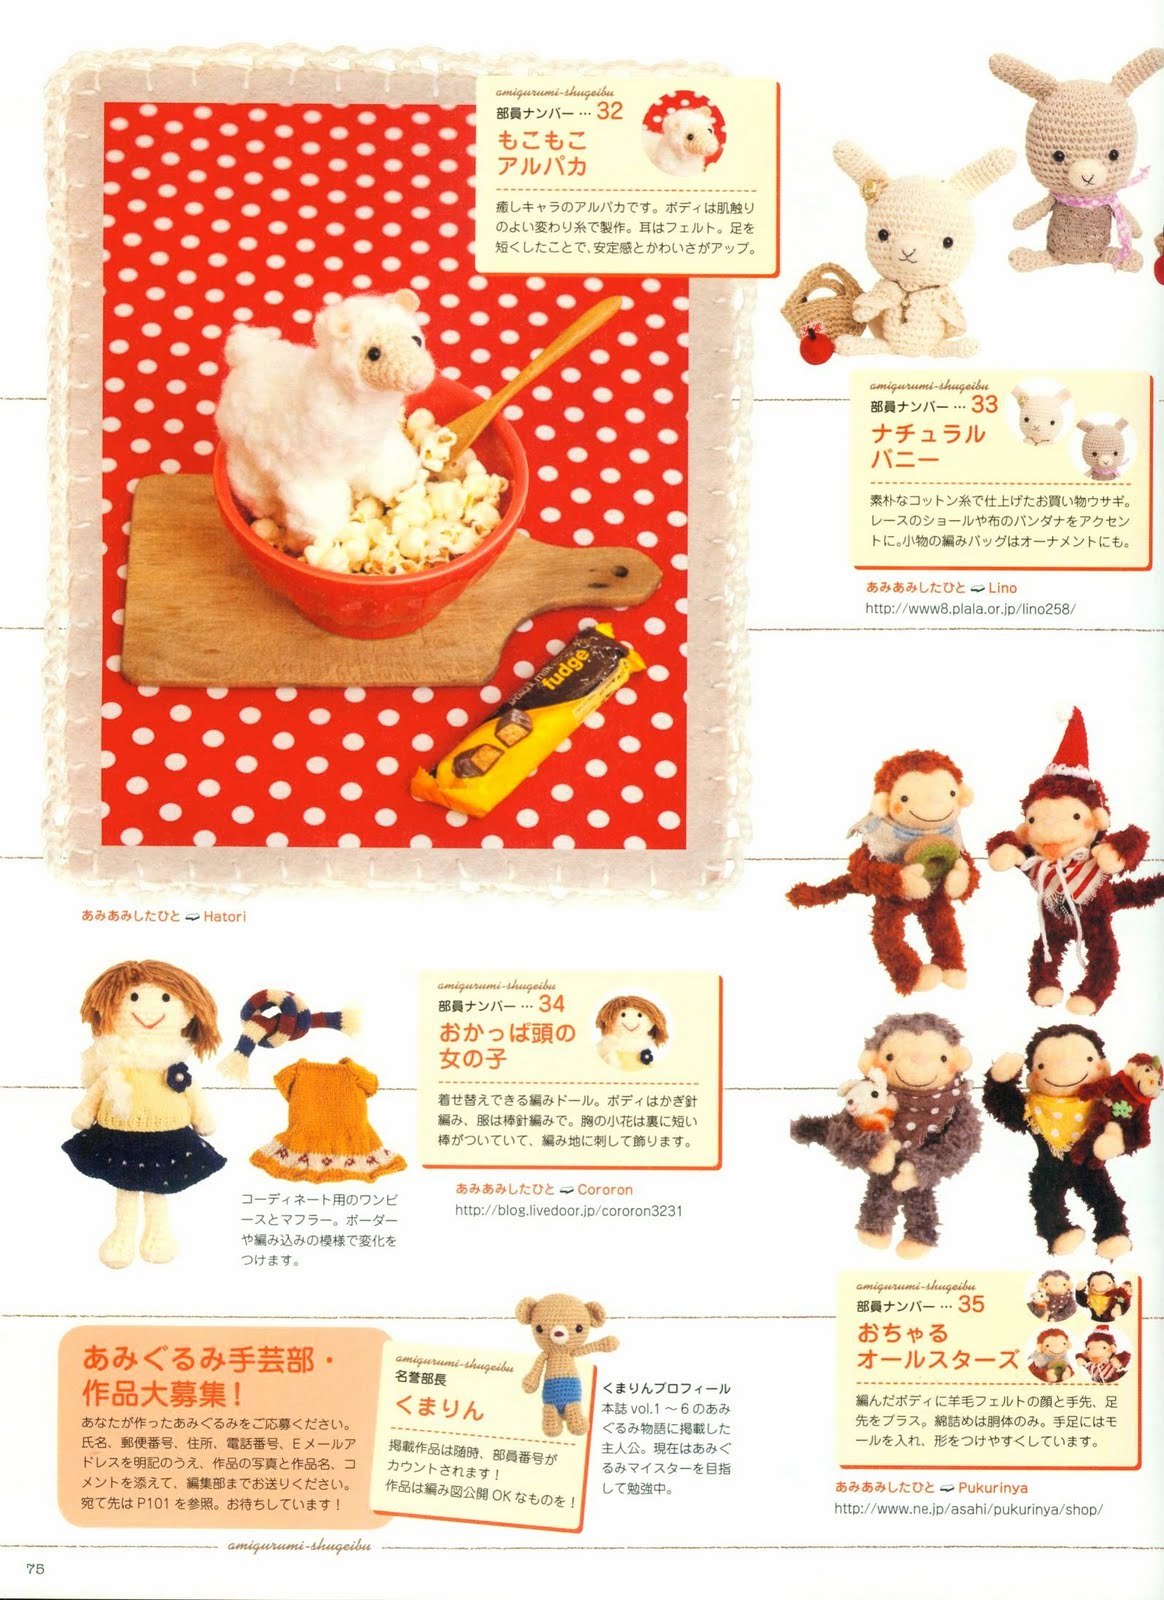 amigurumi-shugeibu
部員ナンバー … 32
もこもこ
アルパカ
癒しキャラのアルパカです。ボディは肌触り
のよい変わり糸で製作。耳はフェルト。足を
短くしたことで、安定感とかわいさがアップ。
fudge
あみあみしたひと Hatori
amigurumi-shugeibu
部員ナンバー … 33
ナチュラル
バニー
素朴なコットン糸で仕上げたお買い物ウサギ。
レースのショールや布のバンダナをアクセン
トに。小物の編みバッグはオーナメントにも。
あみあみしたひと Lino
http://www8.plala.or.jp/lino258/
amigurumi-shugeibu
部員ナンバー … 34
おかっぱ頭の
女の子
着せ替えできる編みドール。ボディはかぎ針
編み、服は棒針編みで。胸の小花は裏に短い
棒がついていて、編み地に刺して飾ります。
あみあみしたひと Cororon
http://blog.livedoor.jp/cororon3231
コーディネート用のワンピ
ースとマフラー。ボーダー
や編み込みの模様で変化を
つけます。
amigurumi-shugeibu
部員ナンバー … 35
おちゃる
オールスターズ
編んだボディに羊毛フェルトの顔と手先、足
先をプラス。綿詰めは胴体のみ。手足にはモ
ールを入れ、形をつけやすくしています。
あみあみしたひと Pukurinya
http://www.ne.jp/asahi/pukurinya/shop/
あみぐるみ手芸部・
作品大募集！
あなたが作ったあみぐるみをご応募ください。
氏名、郵便番号、住所、電話番号、Eメールア
ドレスを明記のうえ、作品の写真と作品名、コ
メントを添えて、編集部までお送りください。
宛て先はP101を参照。お待ちしています！
amigurumi-shugeibu
名誉部長
くまりん
掲載作品は随時、部員番号が
カウントされます！
作品は編み図公開OKなものを！
くまりんプロフィール
本誌vol.1～6のあみ
ぐるみ物語に掲載した
主人公。現在はあみぐ
るみマイスターを目指
して勉強中。
amigurumi-shugeibu
75